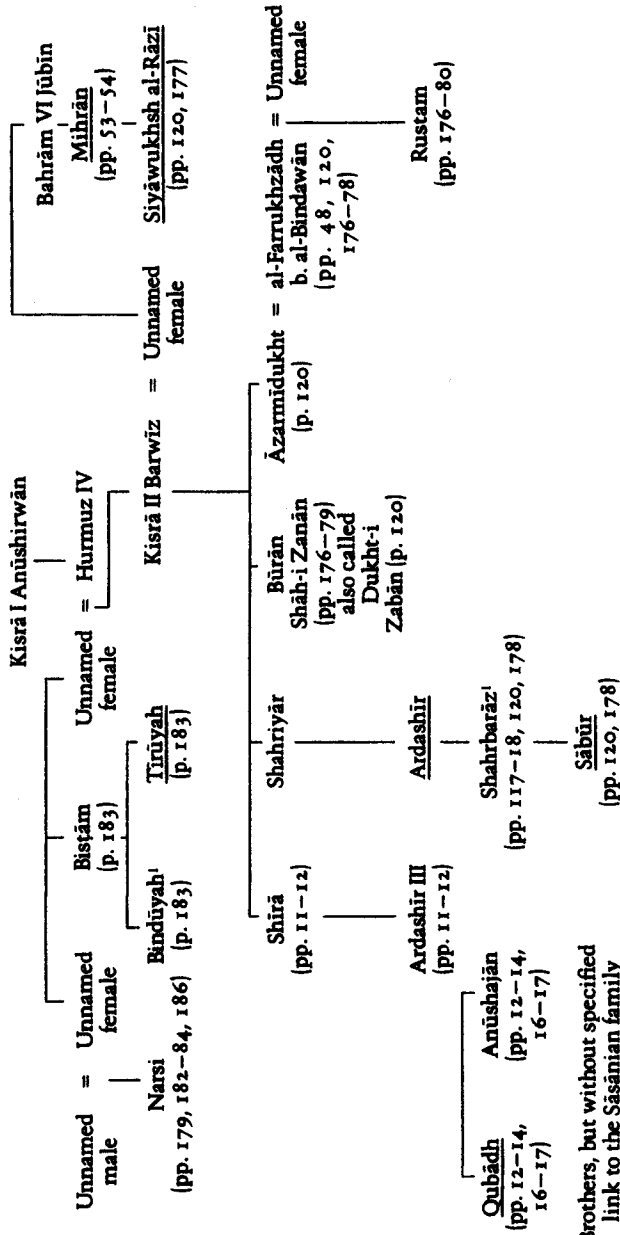 Kisrā I Anūshirwān
Unnamed
male
=
Unnamed
female
Bisṭām
(p. 183)
Unnamed
female
=
Hurmuz IV
Bahrām VI Jūbīn
Mihrān
(pp. 53–54)
Narsi
(pp. 179, 182–84, 186)
Bindūyah¹
(p. 183)
Tīrūyah
(p. 183)
Kisrā II Barwīz
=
Unnamed
female
Siyāwukhsh al-Rāzī
(pp. 120, 177)
Shīrā
(pp. 11–12)
Shahriyār
Būrān
Shāh-i Zanān
(pp. 176–79)
also called
Dukht-i
Zabān (p. 120)
Āzarmīdukht
(p. 120)
=
al-Farrukhzādh
b. al-Bindawān
(pp. 48, 120,
176–78)
=
Unnamed
female
Ardashīr III
(pp. 11–12)
Ardashīr
Rustam
(pp. 176–80)
Shahrbarāz¹
(pp. 117–18, 120, 178)
Sābūr
(pp. 120, 178)
Qubādh
(pp. 12–14,
16–17)
Anūshajān
(pp. 12–14,
16–17)
Brothers, but without specified
link to the Sāsānian family